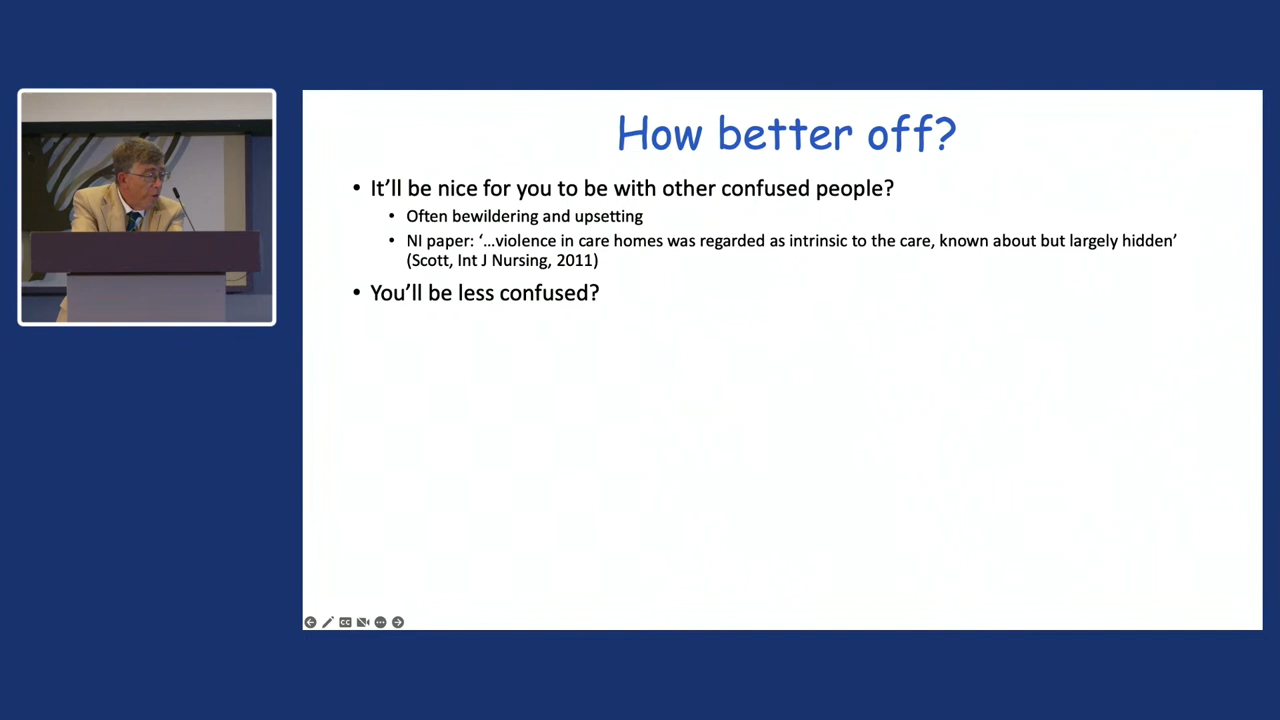 How better off?
• It'll be nice for you to be with other confused people?
• Often bewildering and upsetting
• NI paper: '…violence in care homes was regarded as intrinsic to the care, known about but largely hidden'
(Scott, Int J Nursing, 2011)
• You'll be less confused?
CC